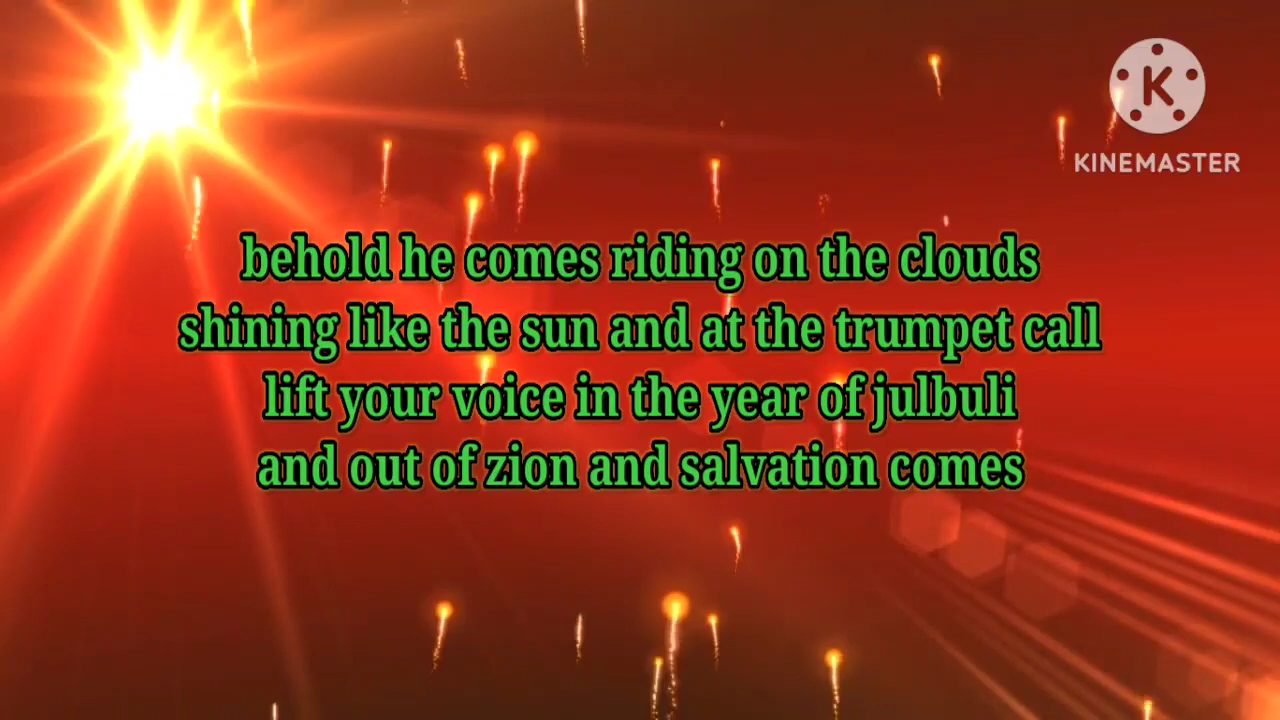 K
KINEMASTER
behold he comes riding on the clouds
shining like the sun and at the trumpet call
lift your voice in the year of julbuli
and out of zion and salvation comes